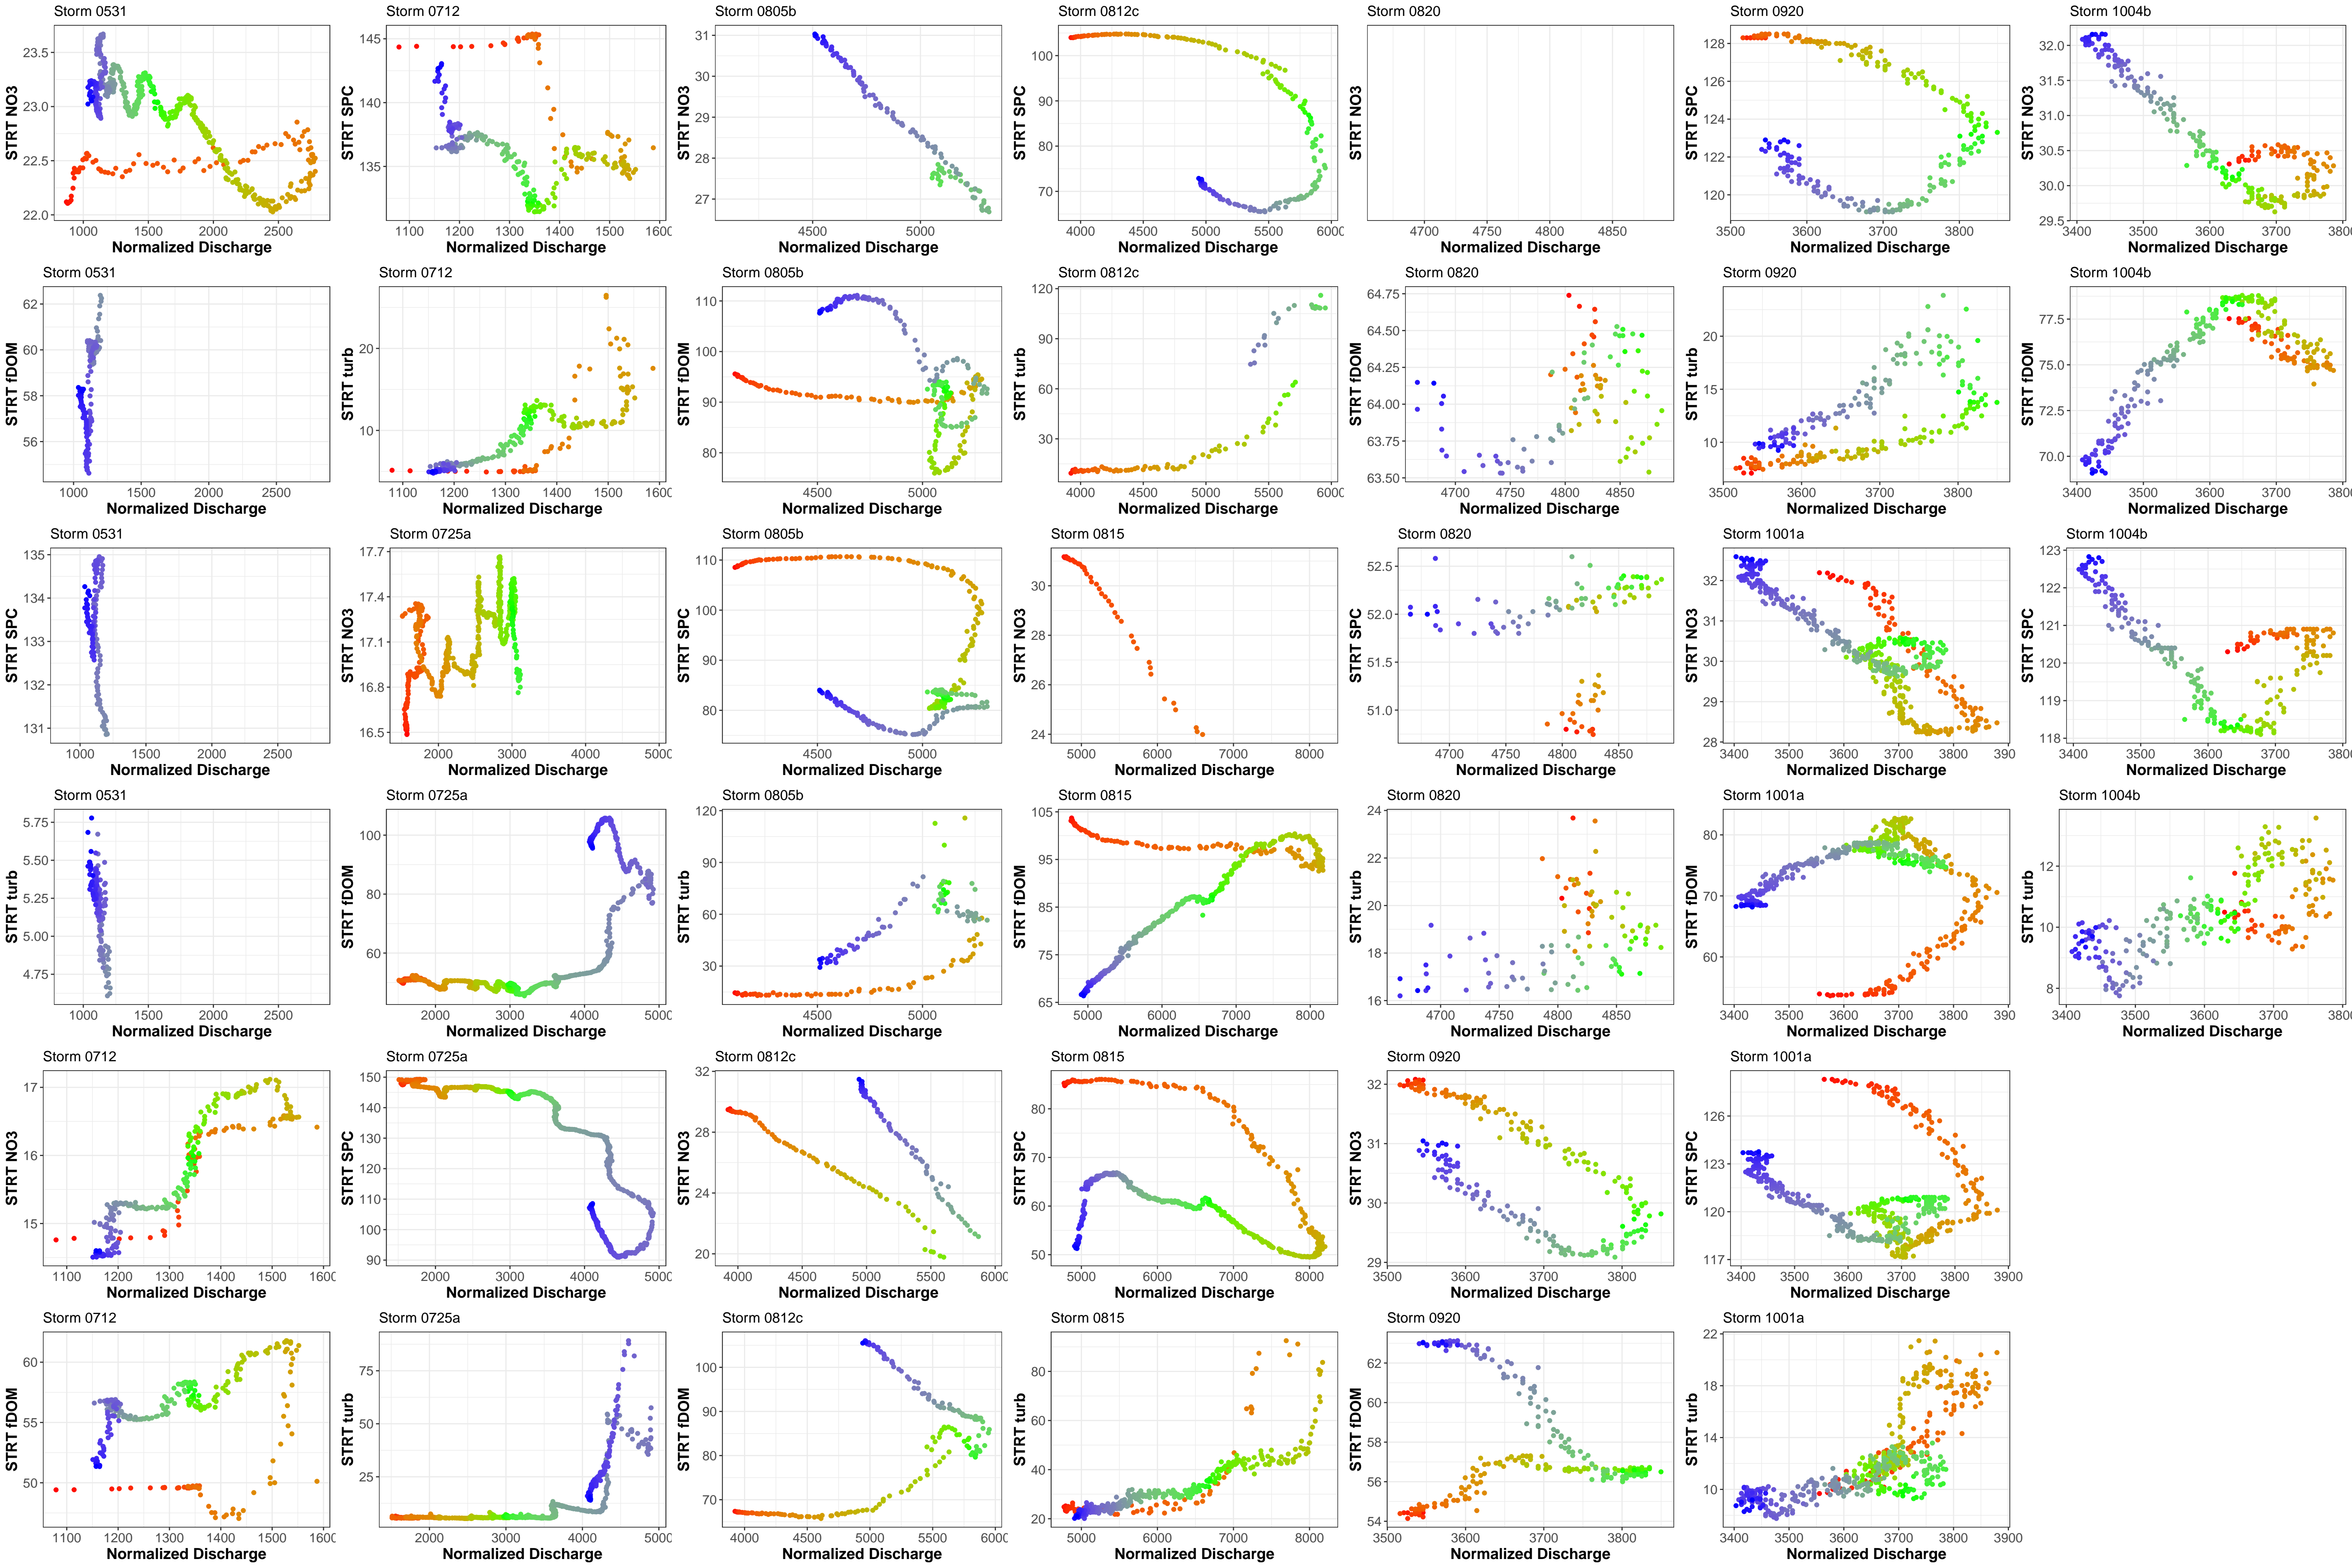 Storm 0531
STRT NO3
23.5
23.0
22.5
22.0
1000 1500 2000 2500
Normalized Discharge
Storm 0712
STRT SPC
145
140
135
1100 1200 1300 1400 1500 1600
Normalized Discharge
Storm 0805b
STRT NO3
31
30
29
28
27
4500 5000
Normalized Discharge
Storm 0812c
STRT SPC
100
90
80
70
4000 4500 5000 5500 6000
Normalized Discharge
Storm 0820
STRT NO3
4700 4750 4800 4850
Normalized Discharge
Storm 0920
STRT SPC
128
126
124
122
120
3500 3600 3700 3800
Normalized Discharge
Storm 1004b
STRT NO3
32.0
31.5
31.0
30.5
30.0
29.5
3400 3500 3600 3700 380
Normalized Discharge
Storm 0531
STRT fDOM
62
60
58
56
1000 1500 2000 2500
Normalized Discharge
Storm 0712
STRT turb
20
10
1100 1200 1300 1400 1500 1600
Normalized Discharge
Storm 0805b
STRT fDOM
110
100
90
80
4500 5000
Normalized Discharge
Storm 0812c
STRT turb
120
90
60
30
4000 4500 5000 5500 6000
Normalized Discharge
Storm 0820
STRT fDOM
64.75
64.50
64.25
64.00
63.75
63.50
4700 4750 4800 4850
Normalized Discharge
Storm 0920
STRT turb
20
15
10
3500 3600 3700 3800
Normalized Discharge
Storm 1004b
STRT fDOM
77.5
75.0
72.5
70.0
3400 3500 3600 3700 380
Normalized Discharge
Storm 0531
STRT SPC
135
134
133
132
131
1000 1500 2000 2500
Normalized Discharge
Storm 0725a
STRT NO3
17.7
17.4
17.1
16.8
16.5
2000 3000 4000 5000
Normalized Discharge
Storm 0805b
STRT SPC
110
100
90
80
4500 5000
Normalized Discharge
Storm 0815
STRT NO3
30
28
26
24
5000 6000 7000 8000
Normalized Discharge
Storm 0820
STRT SPC
52.5
52.0
51.5
51.0
4700 4750 4800 4850
Normalized Discharge
Storm 1001a
STRT NO3
32
31
30
29
28
3400 3500 3600 3700 3800 390
Normalized Discharge
Storm 1004b
STRT SPC
123
122
121
120
119
118
3400 3500 3600 3700 380
Normalized Discharge
Storm 0531
STRT turb
5.75
5.50
5.25
5.00
4.75
1000 1500 2000 2500
Normalized Discharge
Storm 0725a
STRT fDOM
100
80
60
2000 3000 4000 5000
Normalized Discharge
Storm 0805b
STRT turb
120
90
60
30
4500 5000
Normalized Discharge
Storm 0815
STRT fDOM
105
95
85
75
65
5000 6000 7000 8000
Normalized Discharge
Storm 0820
STRT turb
24
22
20
18
16
4700 4750 4800 4850
Normalized Discharge
Storm 1001a
STRT fDOM
80
70
60
3400 3500 3600 3700 3800 390
Normalized Discharge
Storm 1004b
STRT turb
12
10
8
3400 3500 3600 3700 380
Normalized Discharge
Storm 0712
STRT NO3
17
16
15
1100 1200 1300 1400 1500 1600
Normalized Discharge
Storm 0725a
STRT SPC
150
140
130
120
110
100
90
2000 3000 4000 5000
Normalized Discharge
Storm 0812c
STRT NO3
32
28
24
20
4000 4500 5000 5500 6000
Normalized Discharge
Storm 0815
STRT SPC
80
70
60
50
5000 6000 7000 8000
Normalized Discharge
Storm 0920
STRT NO3
32
31
30
29
3500 3600 3700 3800
Normalized Discharge
Storm 1001a
STRT SPC
126
123
120
117
3400 3500 3600 3700 3800 3900
Normalized Discharge
Storm 0712
STRT fDOM
60
55
50
1100 1200 1300 1400 1500 1600
Normalized Discharge
Storm 0725a
STRT turb
75
50
25
2000 3000 4000 5000
Normalized Discharge
Storm 0812c
STRT fDOM
100
90
80
70
4000 4500 5000 5500 6000
Normalized Discharge
Storm 0815
STRT turb
80
60
40
20
5000 6000 7000 8000
Normalized Discharge
Storm 0920
STRT fDOM
62
60
58
56
54
3500 3600 3700 3800
Normalized Discharge
Storm 1001a
STRT turb
22
18
14
10
3400 3500 3600 3700 3800 390
Normalized Discharge